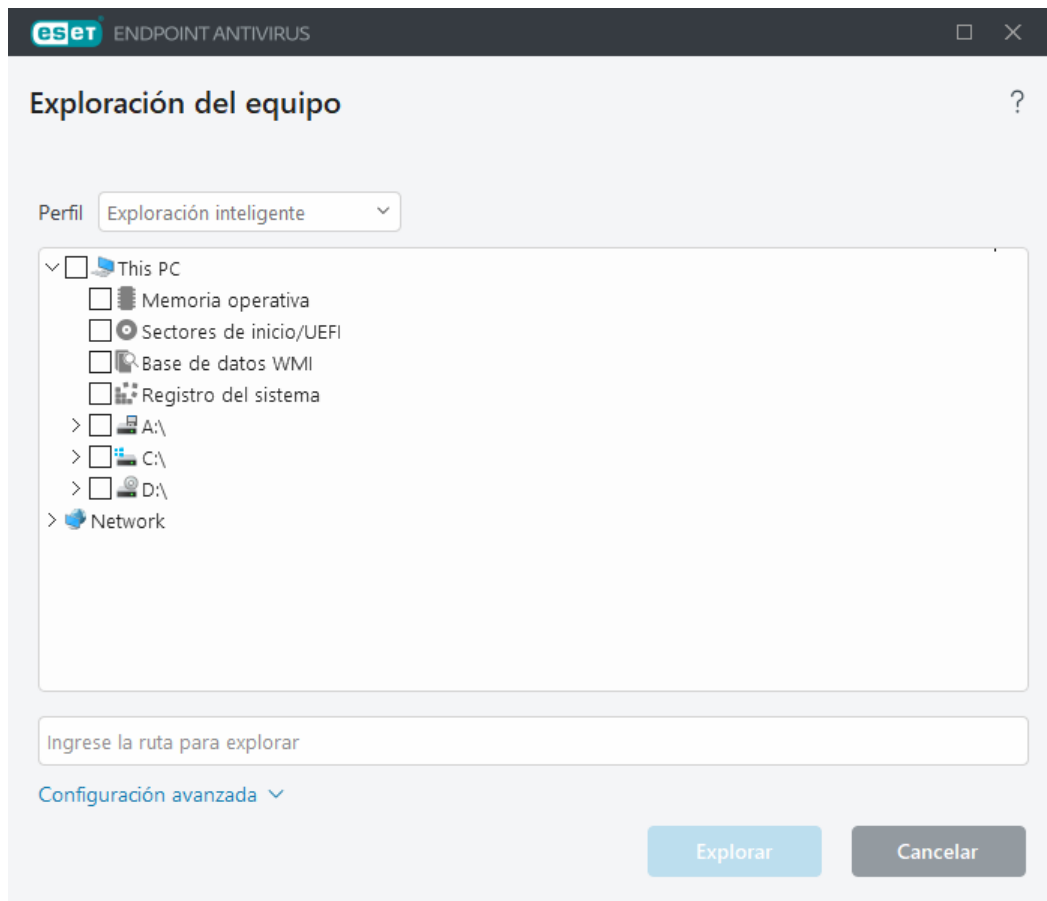 eseT ENDPOINT ANTIVIRUS
Exploración del equipo
?
Perfil Exploración inteligente
This PC
Memoria operativa
Sectores de inicio/UEFI
Base de datos WMI
Registro del sistema
A:\
C:\
D:\
Network
Ingrese la ruta para explorar
Configuración avanzada
Explorar Cancelar